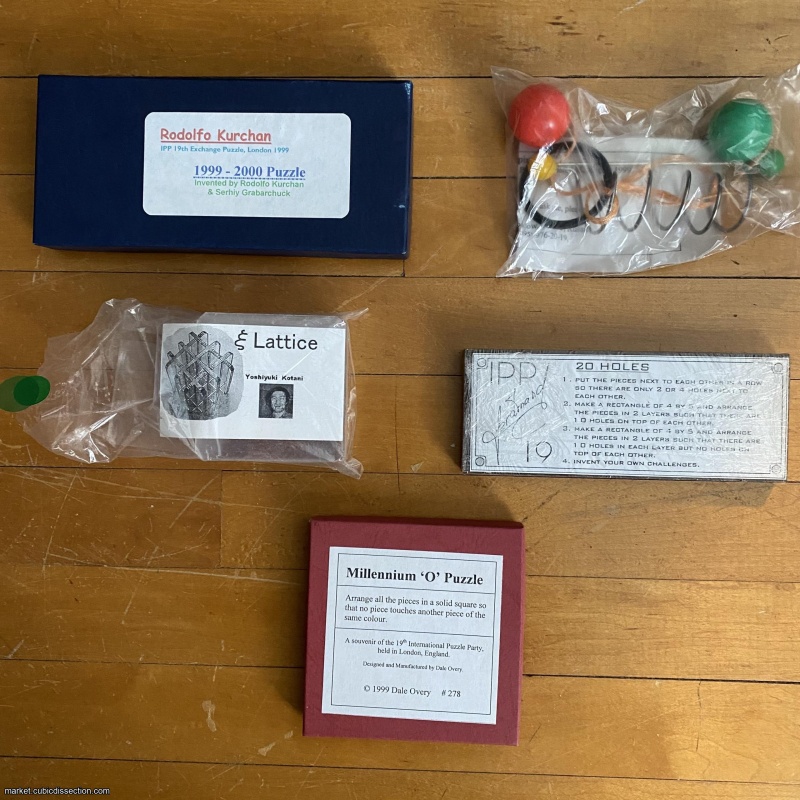 Rodolfo Kurchan
IPP 19th Exchange Puzzle, London 1999
1999 - 2000 Puzzle
Invented by Rodolfo Kurchan
& Serhiy Grabarchuck
ξ Lattice
Yoshiyuki Kotani
IPP
19
20 HOLES
1. PUT THE PIECES NEXT TO EACH OTHER IN A ROW
SO THERE ARE ONLY 2 OR 4 HOLES NEXT TO
EACH OTHER.
2. MAKE A RECTANGLE OF 4 BY 5 AND ARRANGE
THE PIECES IN 2 LAYERS SUCH THAT THERE ARE
10 HOLES ON TOP OF EACH OTHER.
3. MAKE A RECTANGLE OF 4 BY 5 AND ARRANGE
THE PIECES IN 2 LAYERS SUCH THAT THERE ARE
10 HOLES IN EACH LAYER BUT NO HOLES ON
TOP OF EACH OTHER.
4. INVENT YOUR OWN CHALLENGES.
Millennium ‘O’ Puzzle
Arrange all the pieces in a solid square so
that no piece touches another piece of the
same colour.
A souvenir of the 19th International Puzzle Party,
held in London, England.
Designed and Manufactured by Dale Overy.
© 1999 Dale Overy # 278
market.cubicdissection.com